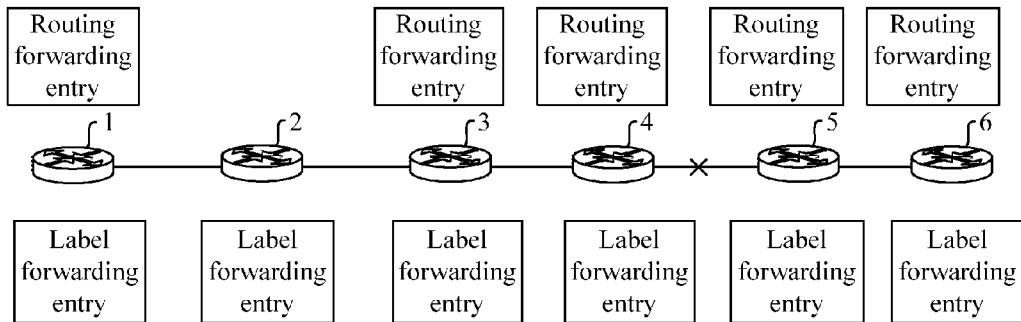 Routing Routing Routing Routing Routing
forwarding forwarding forwarding forwarding forwarding
entry entry entry entry entry
1 2 3 4 5 6
Label Label Label Label Label Label
forwarding forwarding forwarding forwarding forwarding forwarding
entry entry entry entry entry entry